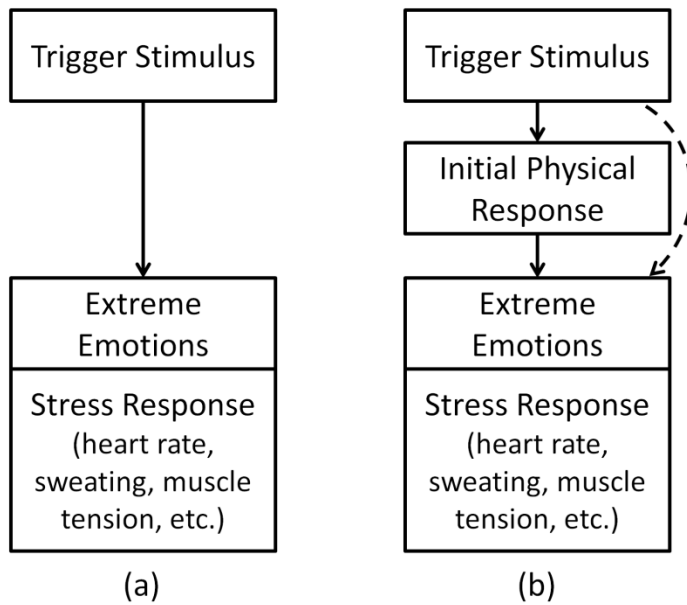 Trigger Stimulus
Extreme
Emotions
Stress Response
(heart rate,
sweating, muscle
tension, etc.)
(a)
Trigger Stimulus
Initial Physical
Response
Extreme
Emotions
Stress Response
(heart rate,
sweating, muscle
tension, etc.)
(b)